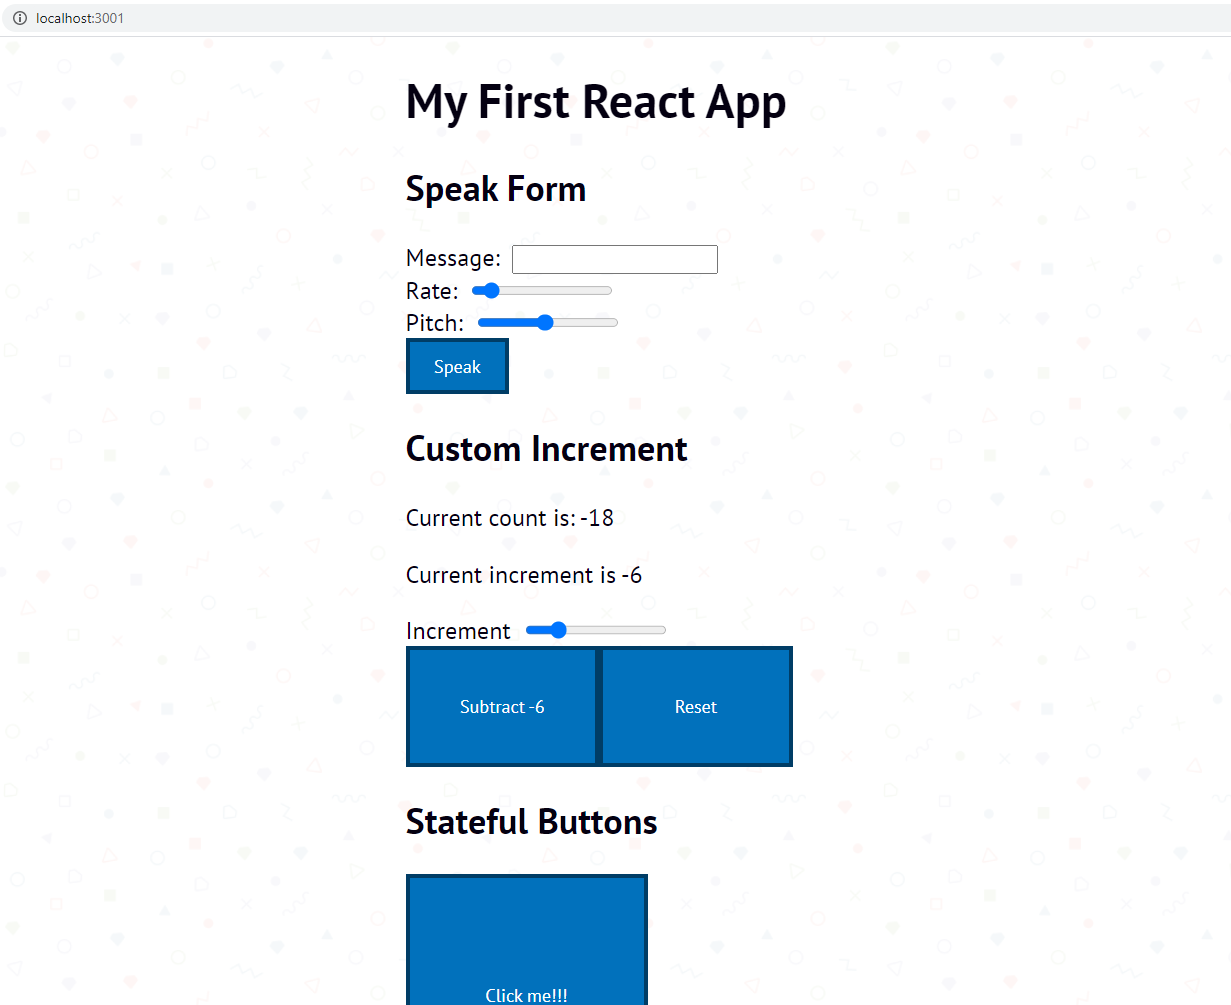 localhost:3001
My First React App
Speak Form
Message:
Rate:
Pitch:
Speak
Custom Increment
Current count is: -18
Current increment is -6
Increment
Subtract -6 Reset
Stateful Buttons
Click me!!!